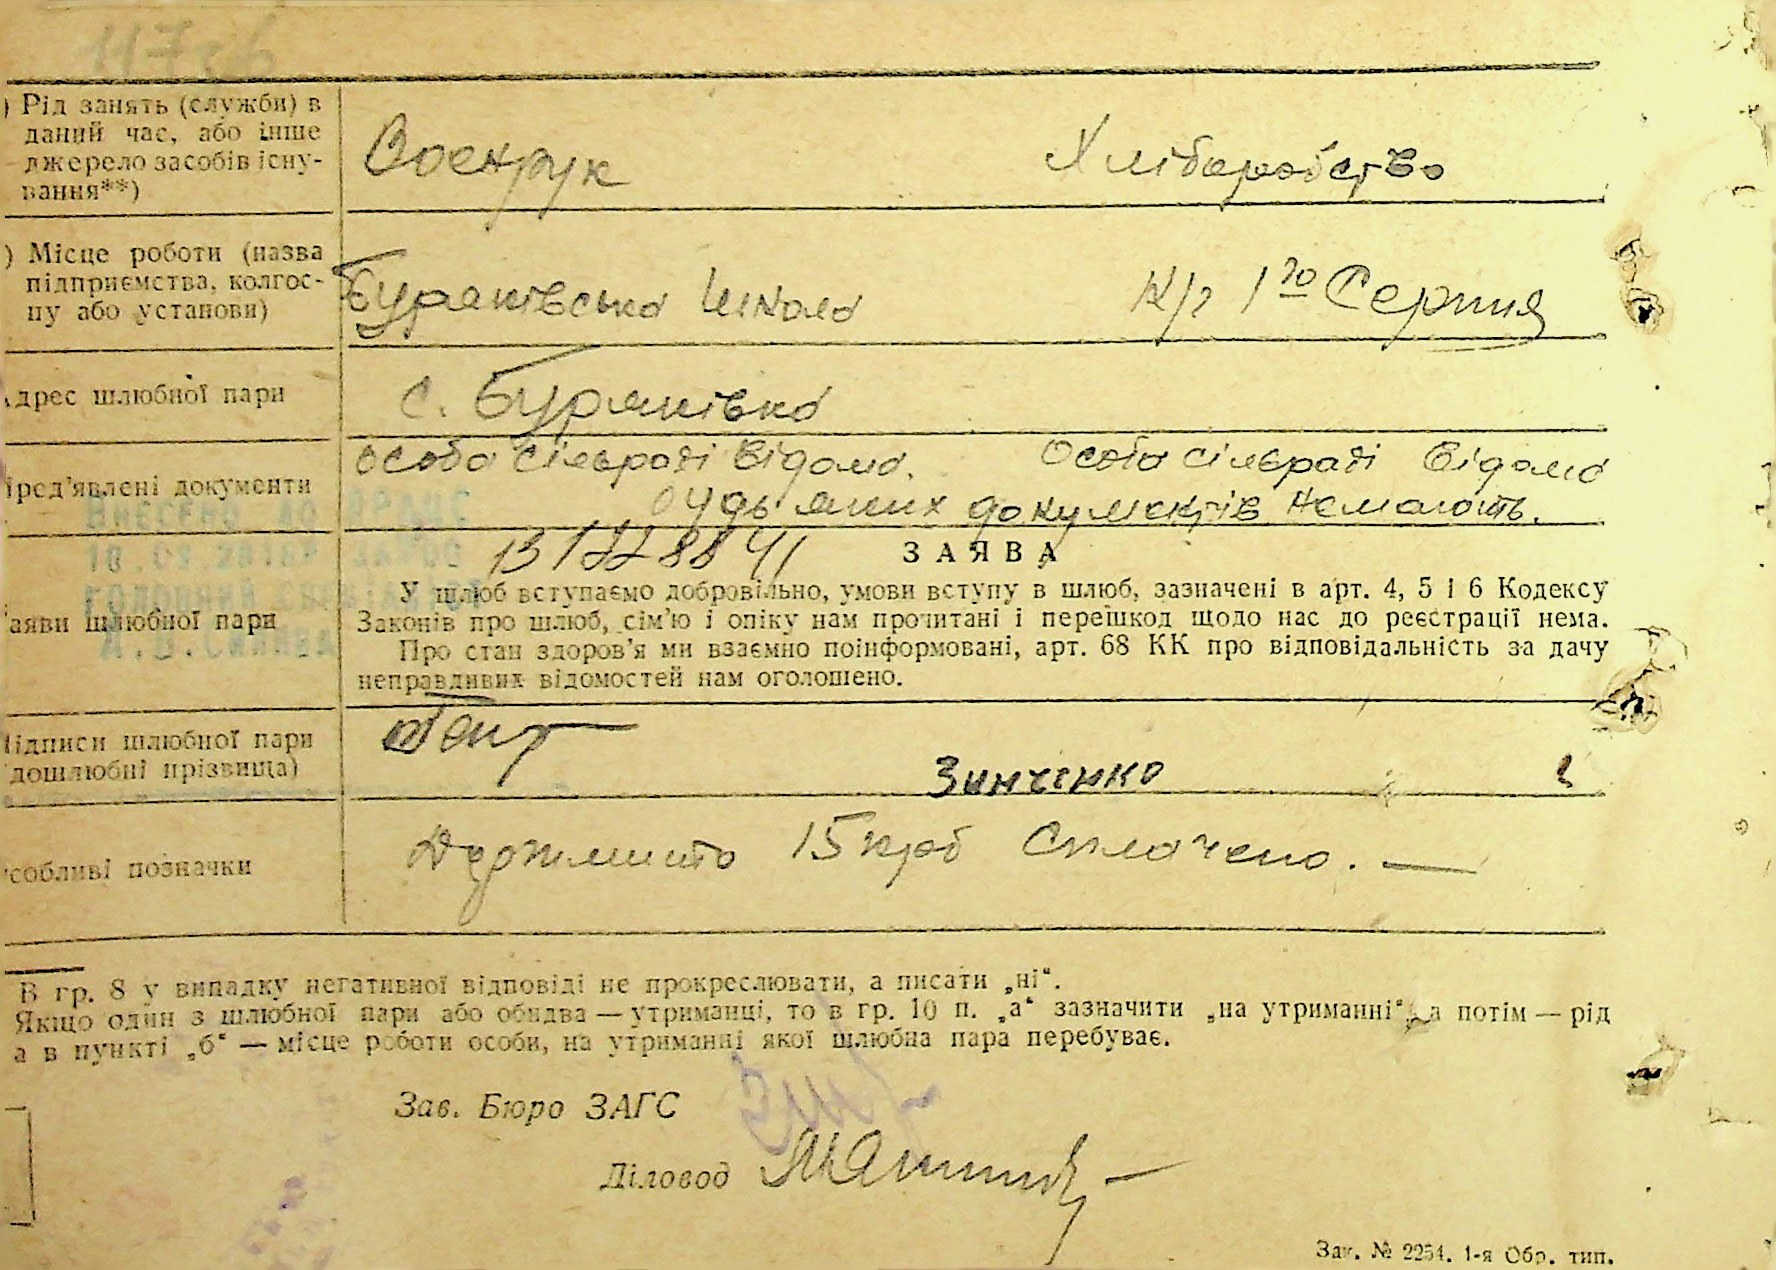 ) Рід занять (служби) в
даний час, або інше
джерело засобів існу-
вання**)
Военрук Хліборобство
) Місце роботи (назва
підприємства, колгос-
пу або установи)
Буряківська школа К/г 1го Серпня
Адрес шлюбної пари
с. Буряківка
Пред'явлені документи
особа сільраді відома. Особа сільраді відома
будь яких документів немають.
131228841
ЗАЯВА
Заяви шлюбної пари
У шлюб вступаємо добровільно, умови вступу в шлюб, зазначені в арт. 4, 5 і 6 Кодексу
Законів про шлюб, сім'ю і опіку нам прочитані і перешкод щодо нас до реєстрації нема.
Про стан здоров'я ми взаємно поінформовані, арт. 68 КК про відповідальність за дачу
неправдивих відомостей нам оголошено.
Підписи шлюбної пари
дошлюбні прізвища)
Зинченко
Особливі позначки
Держмито 15 крб Сплачено. —
В гр. 8 у випадку негативної відповіді не прокреслювати, а писати „ні“.
Якщо один з шлюбної пари або обидва — утриманці, то в гр. 10 п. „а“ зазначити „на утриманні“, а потім — рід
а в пункті „б“ — місце роботи особи, на утриманні якої шлюбна пара перебуває.
Зав. Бюро ЗАГС
Діловод
Зак. № 2254. 1-я Обр. тип.